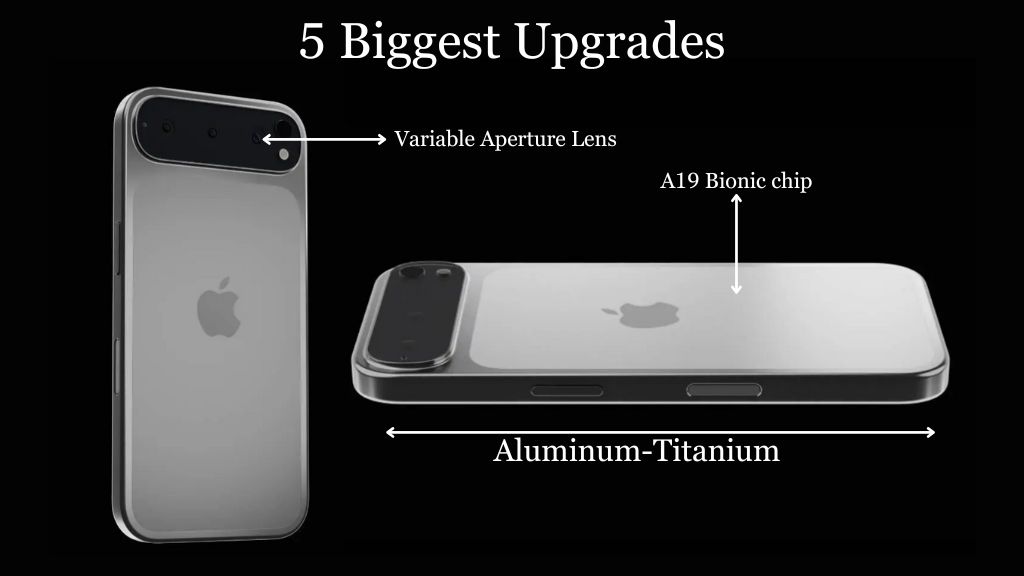 5 Biggest Upgrades
Variable Aperture Lens
A19 Bionic chip
Aluminum-Titanium